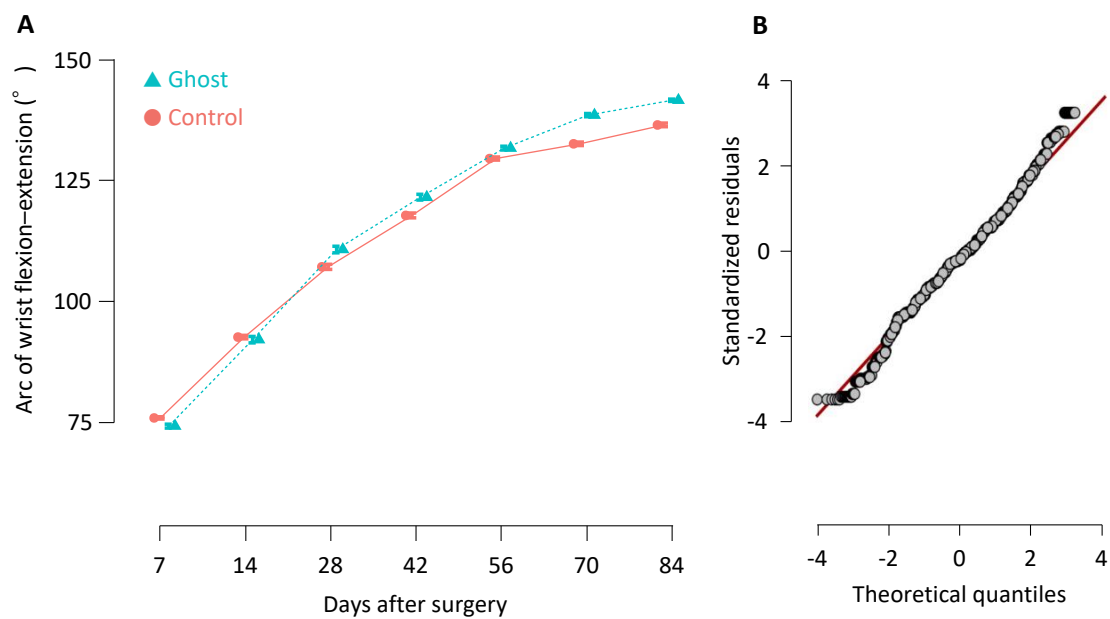 A
Arc of wrist flexion–extension (° )
150
125
100
75
Ghost
Control
7 14 28 42 56 70 84
Days after surgery
B
Standardized residuals
4
2
0
-2
-4
-4 -2 0 2 4
Theoretical quantiles